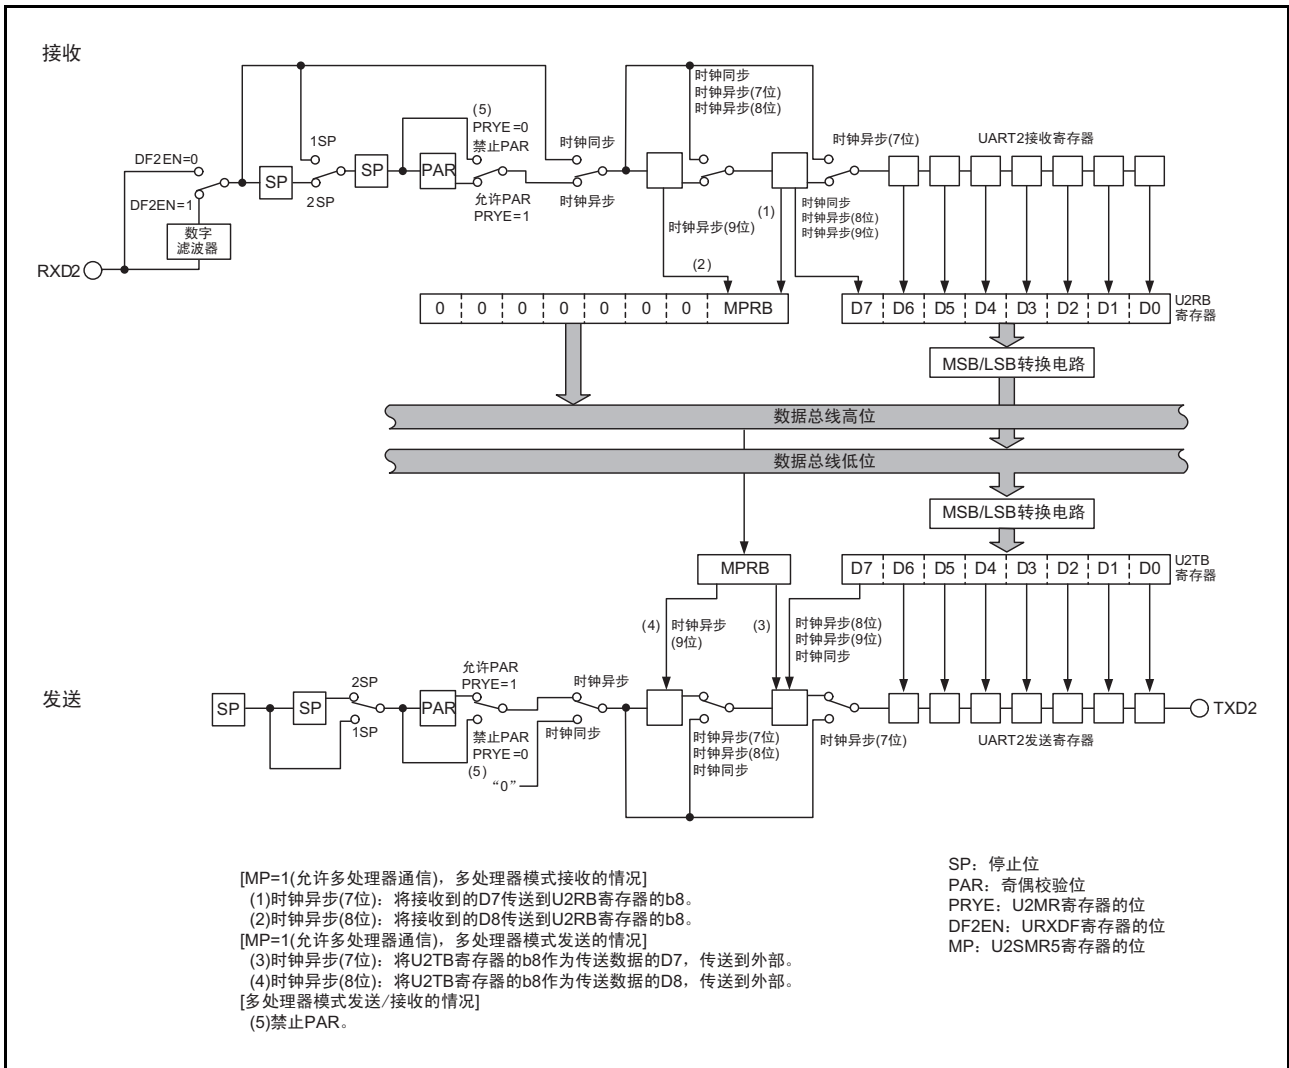 接收
时钟同步
时钟异步(7位)
时钟异步(8位)
(5)
PRYE=0
禁止PAR
1SP
时钟同步
时钟异步(7位)
UART2接收寄存器
DF2EN=0
SP
SP
PAR
2SP
DF2EN=1
允许PAR
PRYE=1
时钟异步
(1)
时钟同步
时钟异步(8位)
时钟异步(9位)
时钟异步(9位)
数字
滤波器
RXD2
(2)
0 0 0 0 0 0 0 MPRB
D7 D6 D5 D4 D3 D2 D1 D0
U2RB
寄存器
MSB/LSB转换电路
数据总线高位
数据总线低位
MSB/LSB转换电路
MPRB
D7 D6 D5 D4 D3 D2 D1 D0
U2TB
寄存器
(4)
时钟异步
(9位)
(3)
时钟异步(8位)
时钟异步(9位)
时钟同步
发送
允许PAR
PRYE=1
2SP
时钟异步
SP
SP
PAR
TXD2
1SP
禁止PAR
PRYE=0
(5)
“0”
时钟同步
时钟异步(7位)
时钟异步(8位)
时钟同步
时钟异步(7位)
UART2发送寄存器
[MP=1(允许多处理器通信)，多处理器模式接收的情况]
(1)时钟异步(7位)：将接收到的D7传送到U2RB寄存器的b8。
(2)时钟异步(8位)：将接收到的D8传送到U2RB寄存器的b8。
[MP=1(允许多处理器通信)，多处理器模式发送的情况]
(3)时钟异步(7位)：将U2TB寄存器的b8作为传送数据的D7，传送到外部。
(4)时钟异步(8位)：将U2TB寄存器的b8作为传送数据的D8，传送到外部。
[多处理器模式发送/接收的情况]
(5)禁止PAR。
SP：停止位
PAR：奇偶校验位
PRYE：U2MR寄存器的位
DF2EN：URXDF寄存器的位
MP：U2SMR5寄存器的位